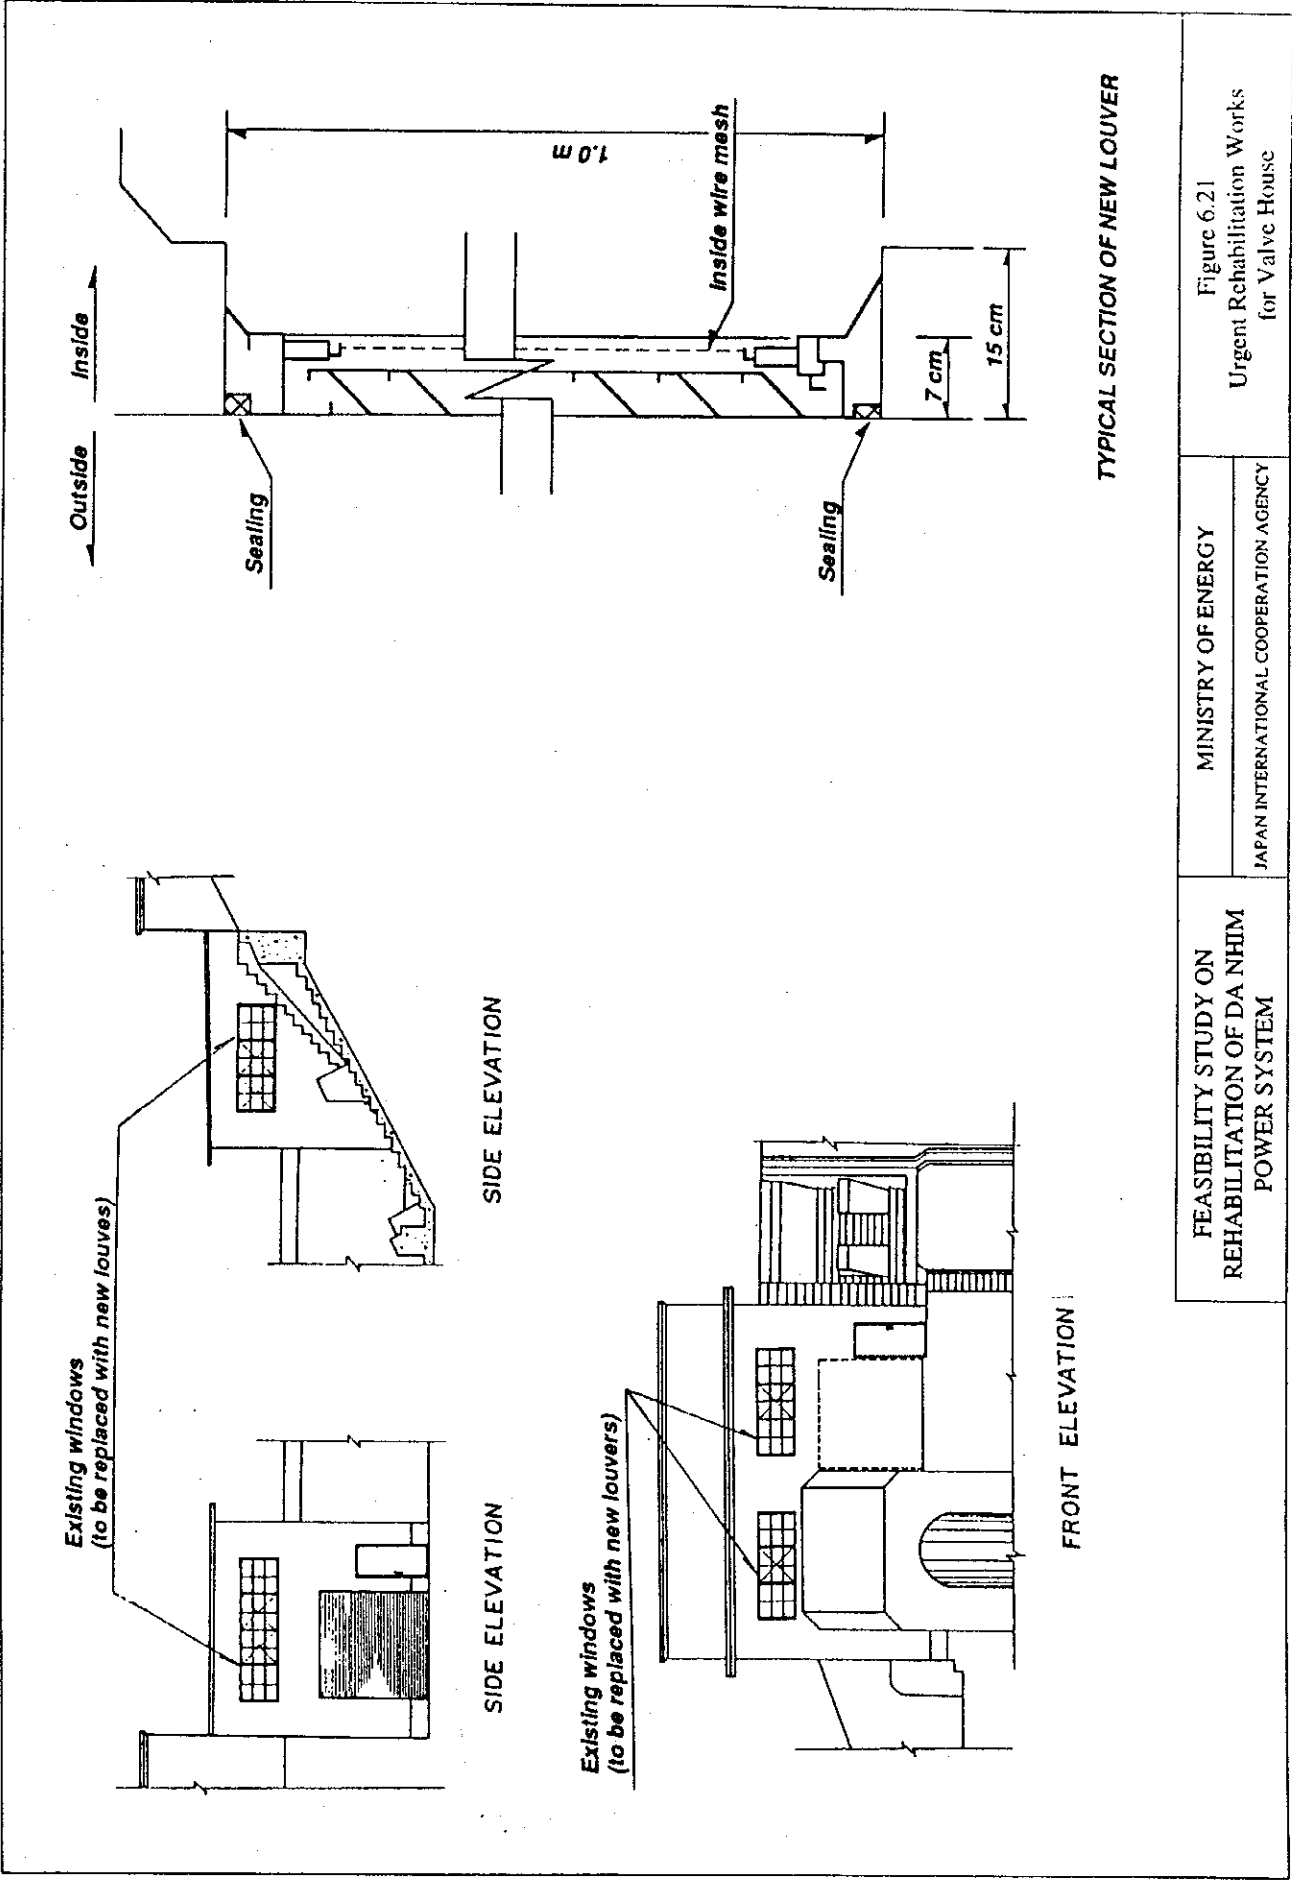 Existing windows
(to be replaced with new louves)
SIDE ELEVATION
SIDE ELEVATION
Existing windows
(to be replaced with new louvers)
FRONT ELEVATION
Outside
Inside
Sealing
1.0 m
Inside wire mesh
Sealing
7 cm
15 cm
TYPICAL SECTION OF NEW LOUVER
FEASIBILITY STUDY ON
REHABILITATION OF DA NHIM
POWER SYSTEM
MINISTRY OF ENERGY
JAPAN INTERNATIONAL COOPERATION AGENCY
Figure 6.21
Urgent Rehabilitation Works
for Valve House